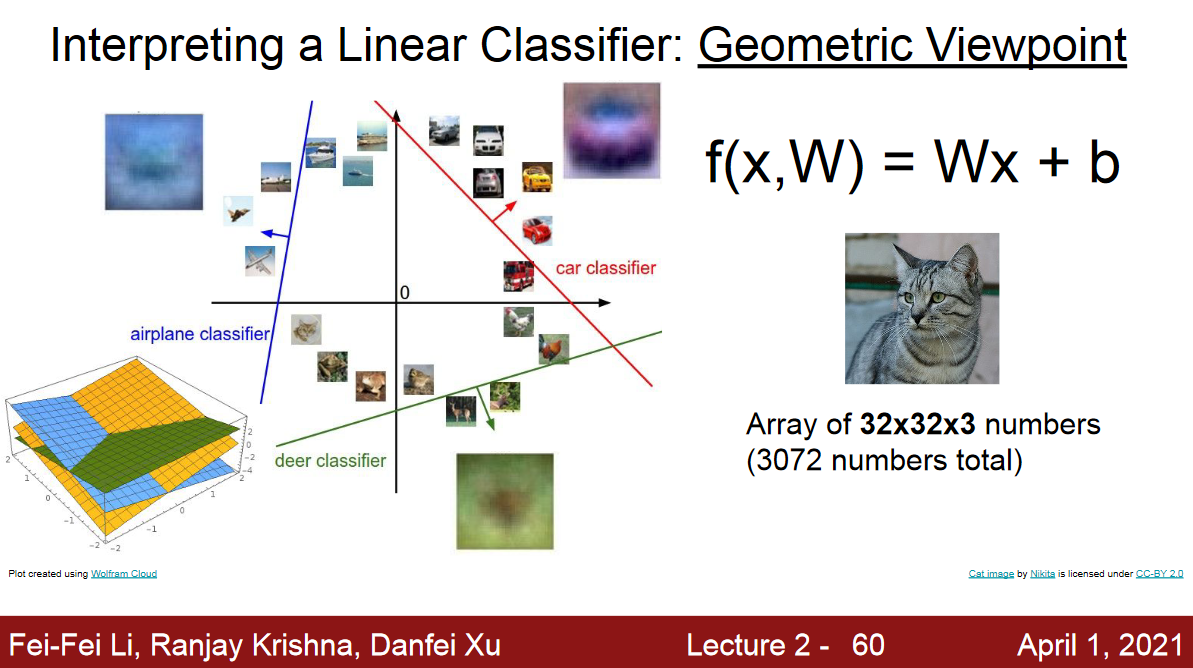 Interpreting a Linear Classifier: Geometric Viewpoint
f(x,W) = Wx + b
car classifier
0
airplane classifier
deer classifier
2
0
-2
-4
2
1
0
-1
-2
-2
-1
0
1
2
Array of 32x32x3 numbers
(3072 numbers total)
Plot created using Wolfram Cloud
Cat image by Nikita is licensed under CC-BY 2.0
Fei-Fei Li, Ranjay Krishna, Danfei Xu
Lecture 2 - 60
April 1, 2021